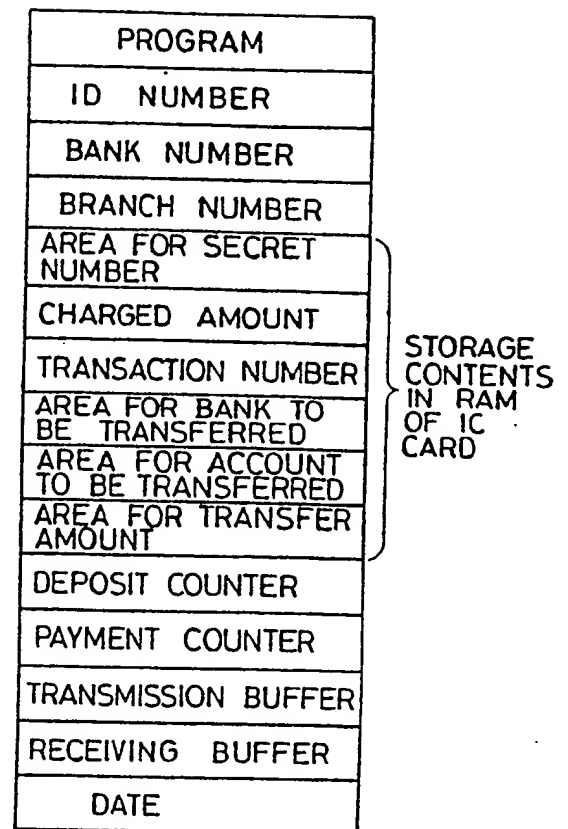 PROGRAM
ID NUMBER
BANK NUMBER
BRANCH NUMBER
AREA FOR SECRET
NUMBER
CHARGED AMOUNT
TRANSACTION NUMBER
AREA FOR BANK TO
BE TRANSFERRED
AREA FOR ACCOUNT
TO BE TRANSFERRED
AREA FOR TRANSFER
AMOUNT
DEPOSIT COUNTER
PAYMENT COUNTER
TRANSMISSION BUFFER
RECEIVING BUFFER
DATE
STORAGE
CONTENTS
IN RAM
OF IC
CARD